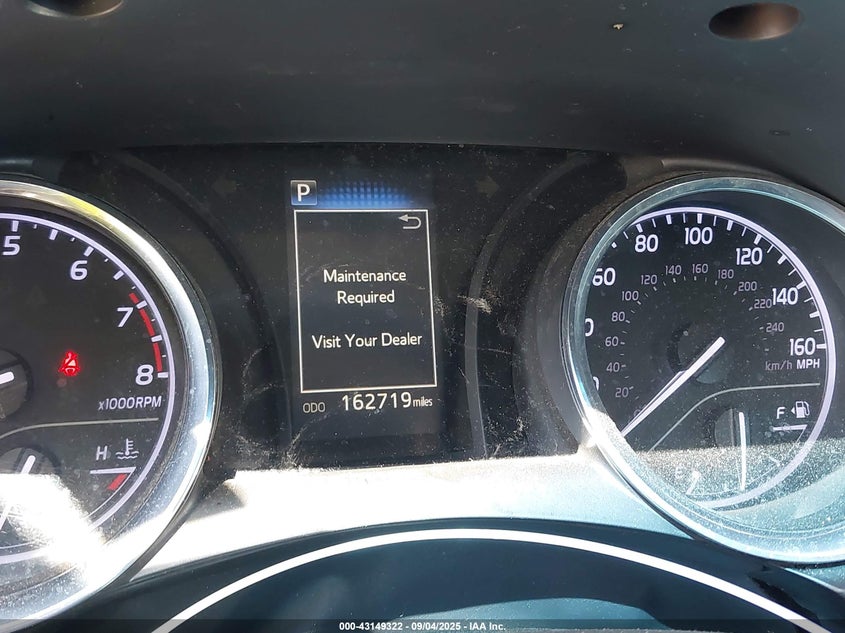 P
Maintenance
Required
Visit Your Dealer
ODO 162719 miles
5
6
7
8
x1000RPM
H
60
80
100
120
140
160
20
40
60
80
100
120
140
160
180
200
220
240
km/h MPH
F
000-43149322 - 09/04/2025 - IAA Inc.